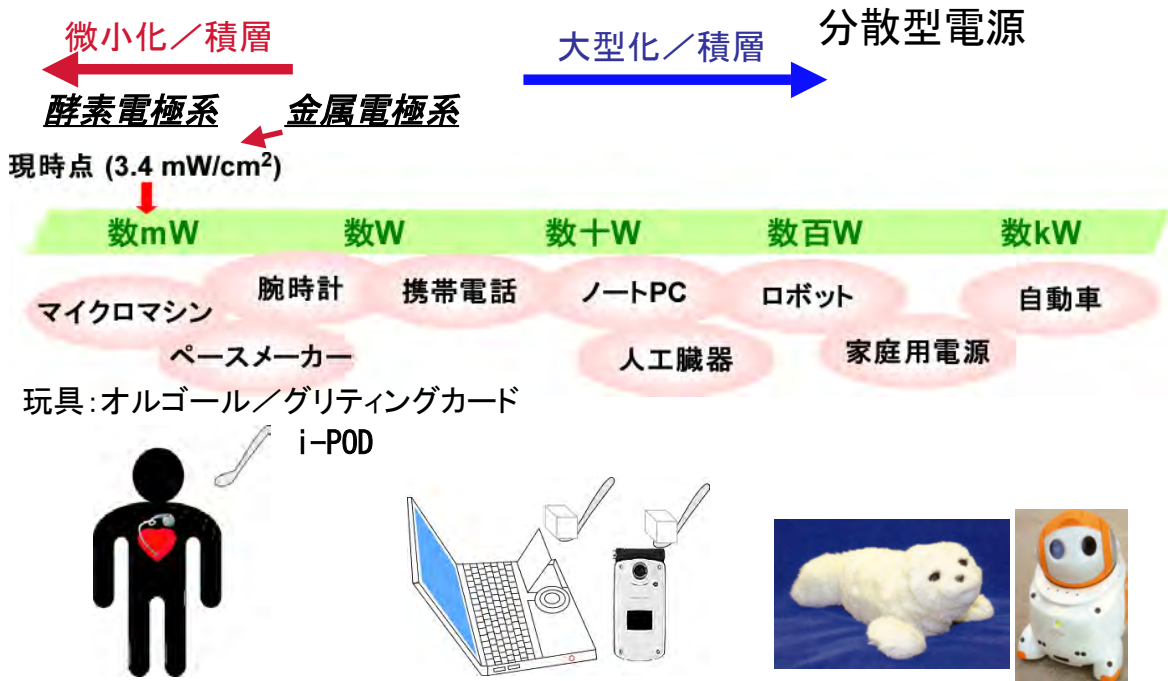 微小化／積層
大型化／積層
分散型電源
酵素電極系
金属電極系
現時点 (3.4 mW/cm²)
数mW 数W 数十W 数百W 数kW
マイクロマシン
腕時計
携帯電話
ノートPC
ロボット
自動車
ペースメーカー
人工臓器
家庭用電源
玩具:オルゴール／グリティングカード
i-POD